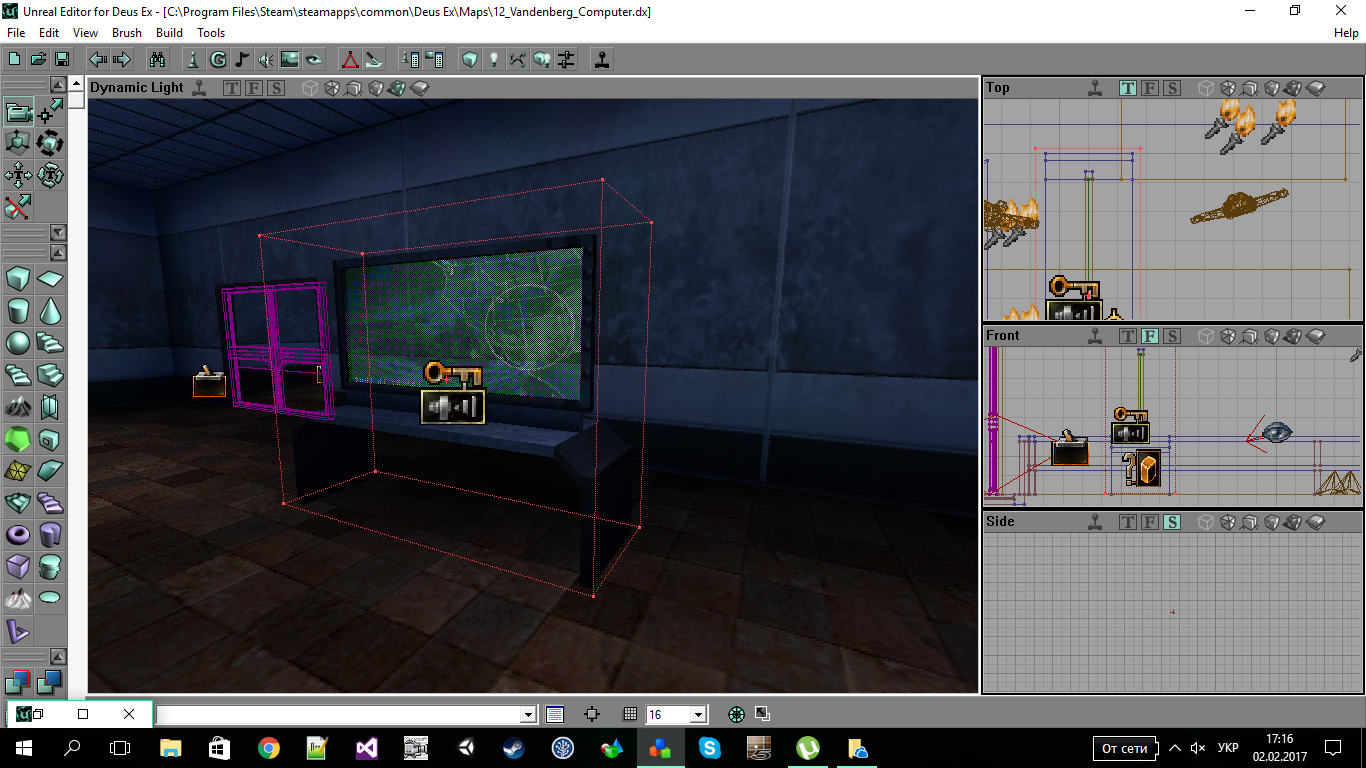 Unreal Editor for Deus Ex - [C:\Program Files\Steam\steamapps\common\Deus Ex\Maps\12_Vandenberg_Computer.dx]
File Edit View Brush Build Tools Help
Dynamic Light T F S
Top T F S
Front T F S
Side T F S
16
От сети
УКР
17:16
02.02.2017